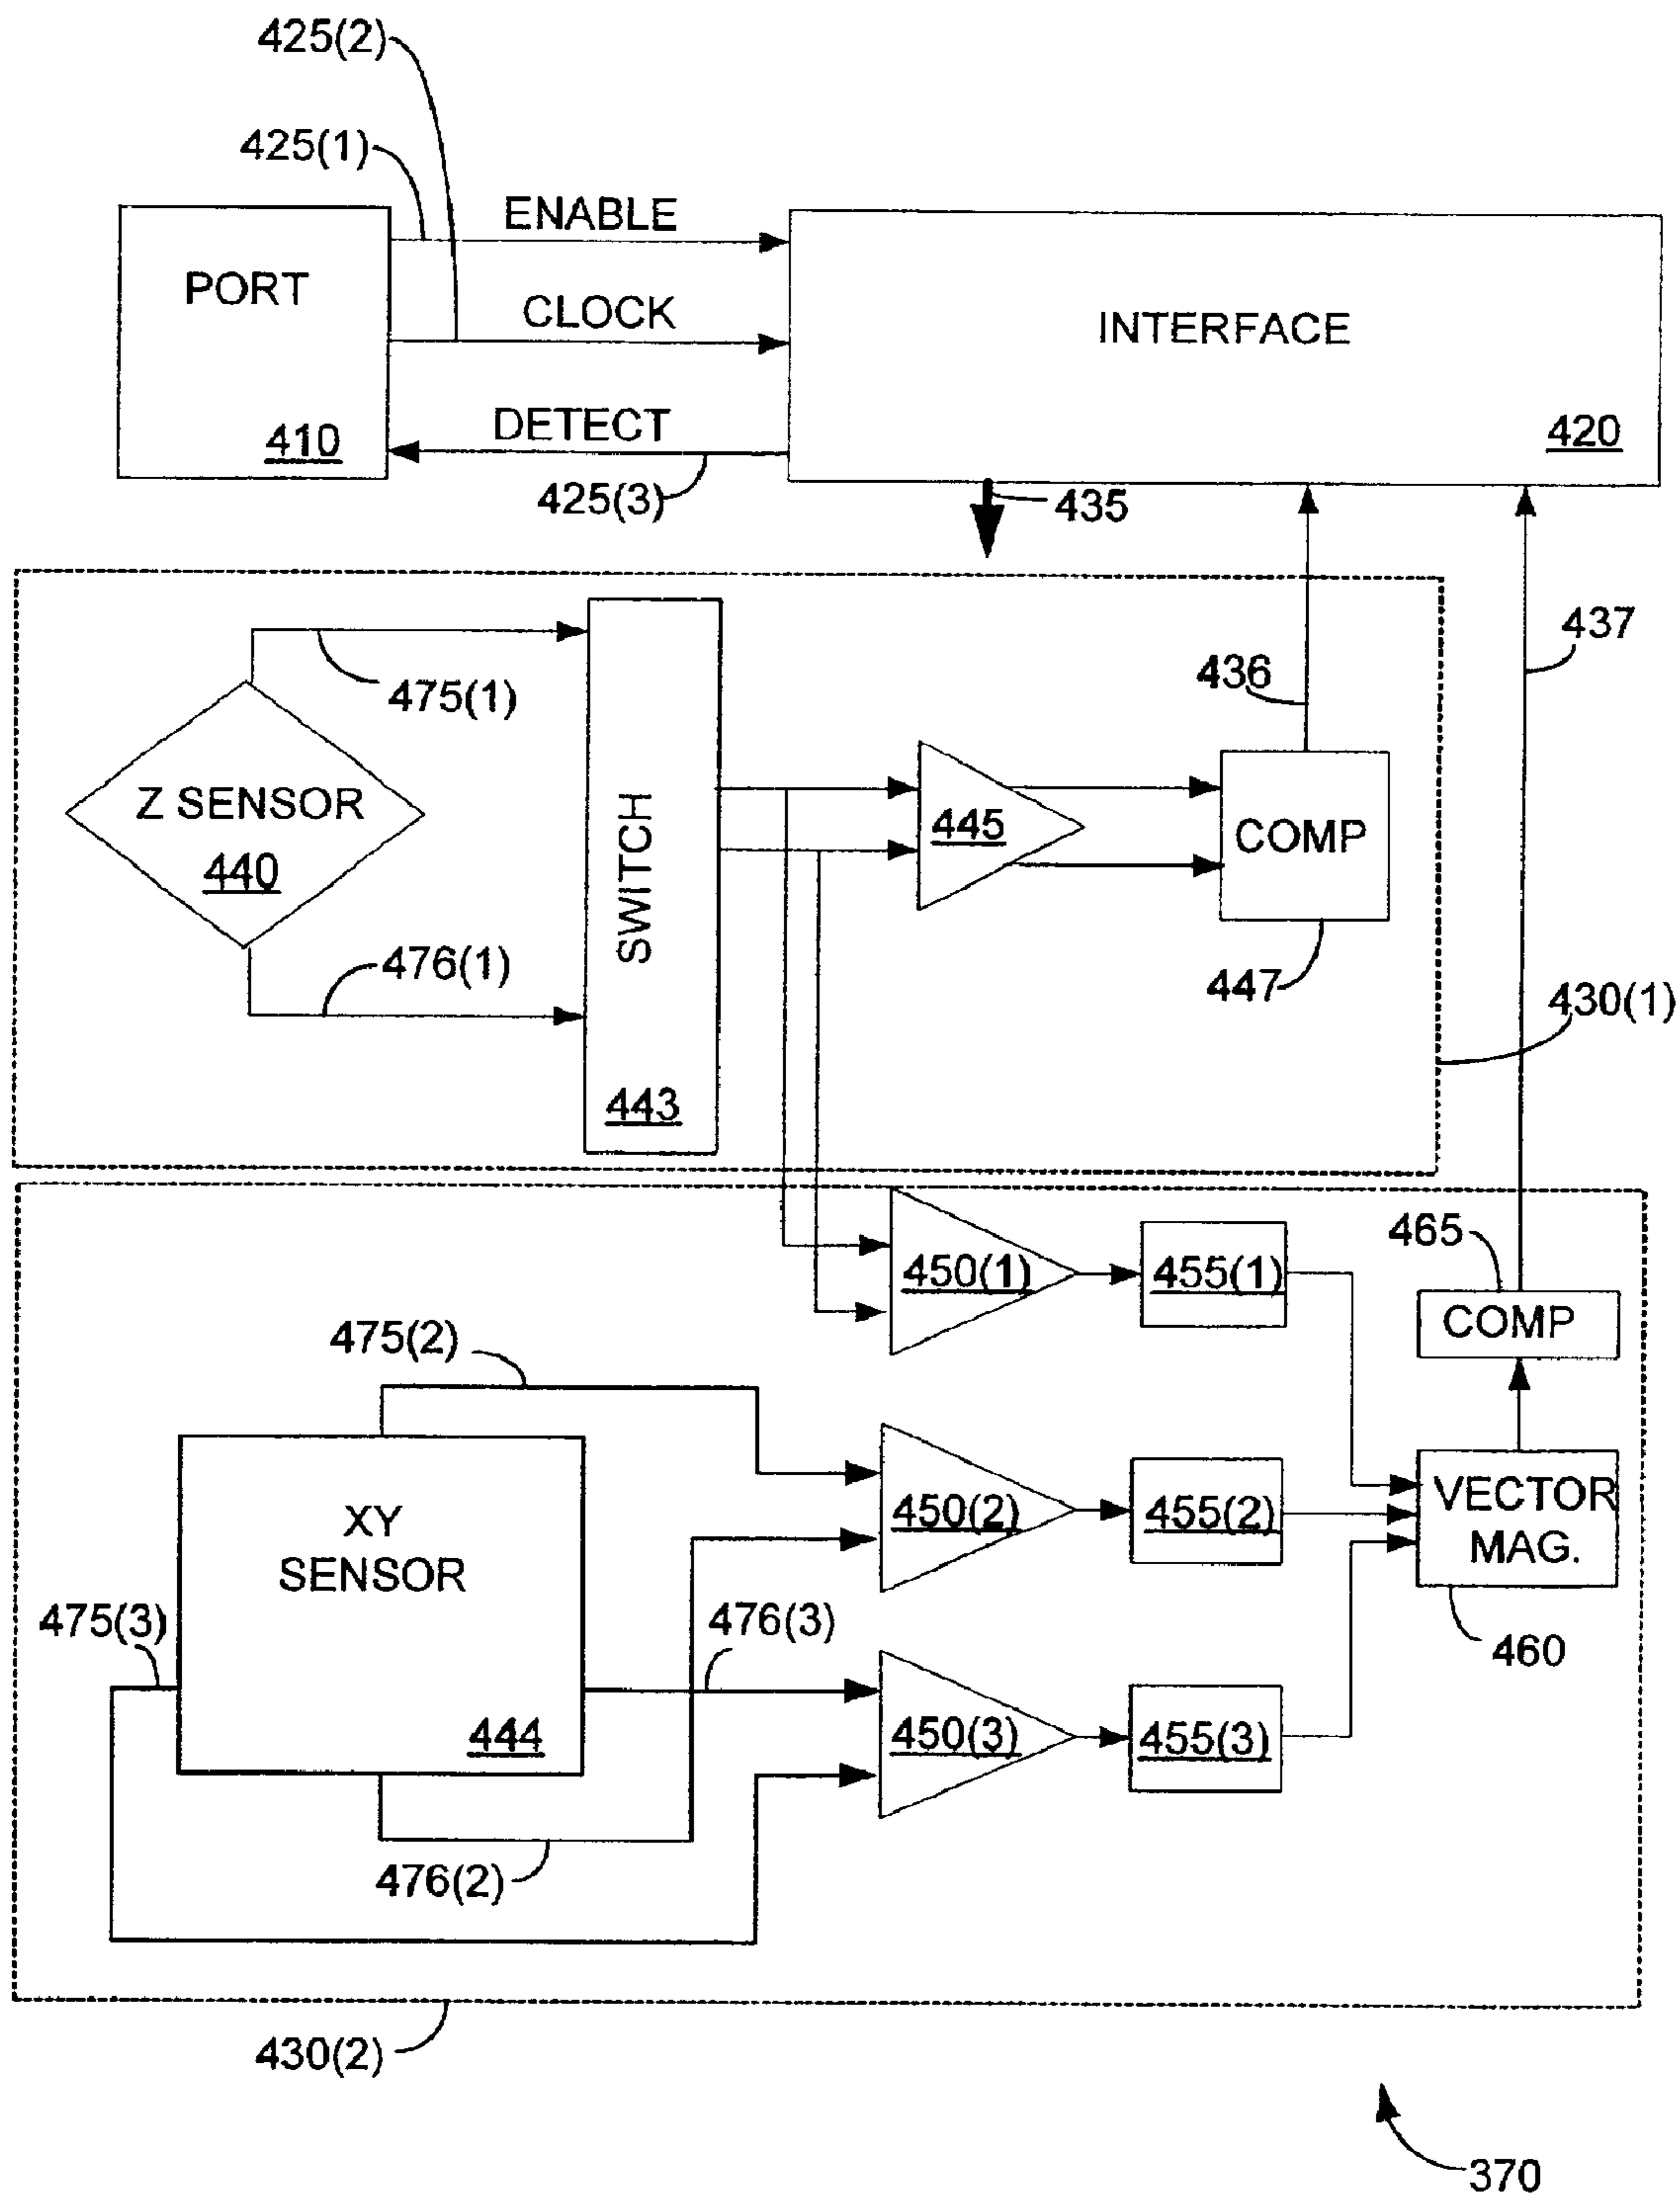 425(2)
425(1)
ENABLE
PORT
CLOCK
INTERFACE
DETECT
410
420
425(3)
435
437
475(1)
436
Z SENSOR
440
SWITCH
445
COMP
476(1)
447
430(1)
443
465
450(1)
455(1)
COMP
475(2)
VECTOR
MAG.
XY
SENSOR
450(2)
455(2)
475(3)
476(3)
460
444
450(3)
455(3)
476(2)
430(2)
370